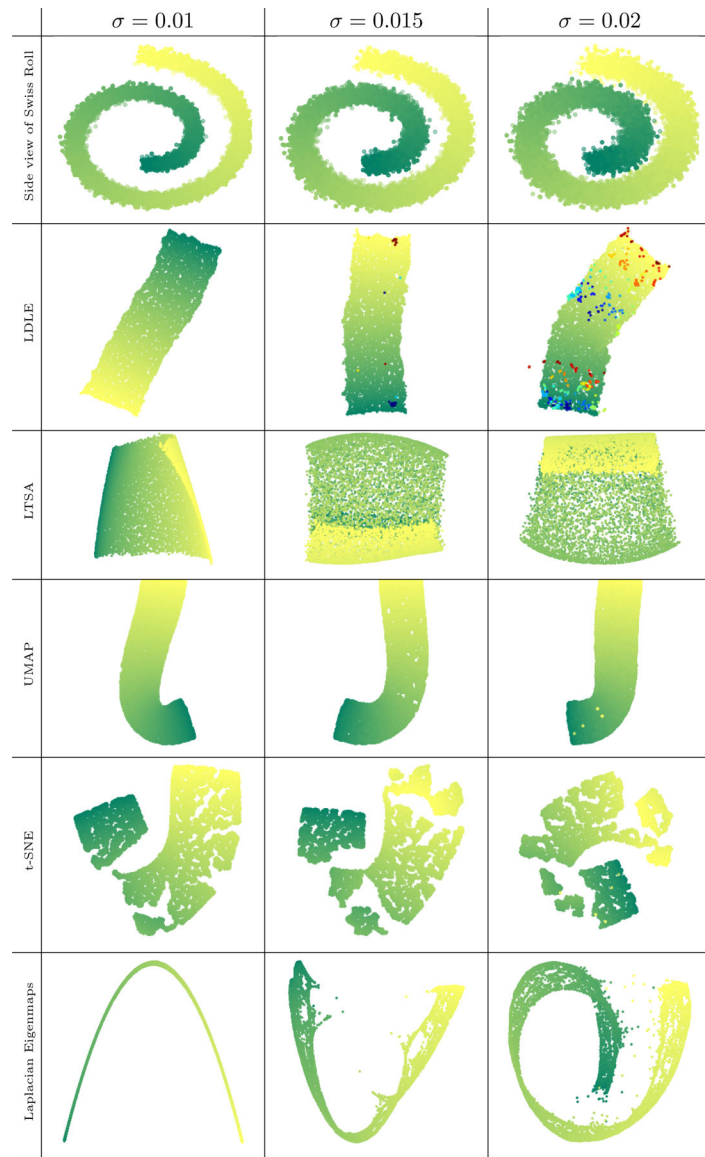 σ = 0.01
σ = 0.015
σ = 0.02
Side view of Swiss Roll
LDLE
LTSA
UMAP
t-SNE
Laplacian Eigenmaps